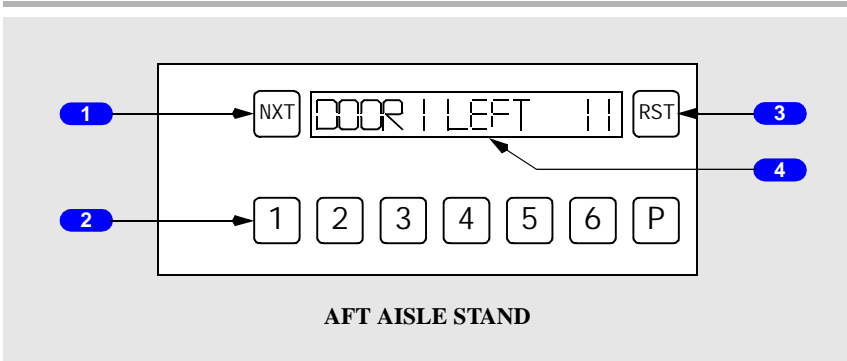 1 NXT DOOR 1 LEFT 11 RST 3
4
2 1 2 3 4 5 6 P
AFT AISLE STAND